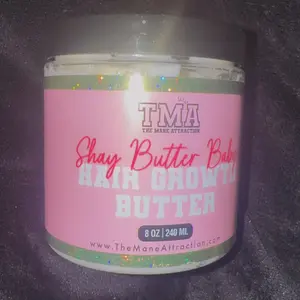 TMA
THE MANE ATTRACTION
Shay Butter Baby
HAIR GROWTH
BUTTER
8 OZ | 240 ML
www.TheManeAttraction.com